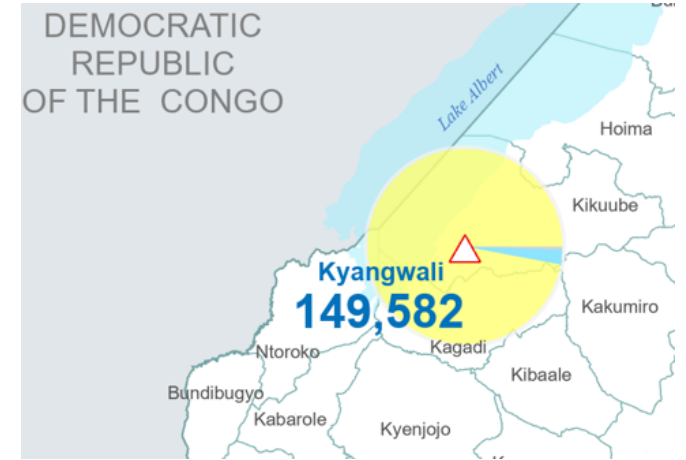 DEMOCRATIC
REPUBLIC
OF THE CONGO
Lake Albert
Hoima
Kikuube
Kyangwali
149,582
Kakumiro
Ntoroko
Kagadi
Kibaale
Bundibugyo
Kabarole
Kyenjojo